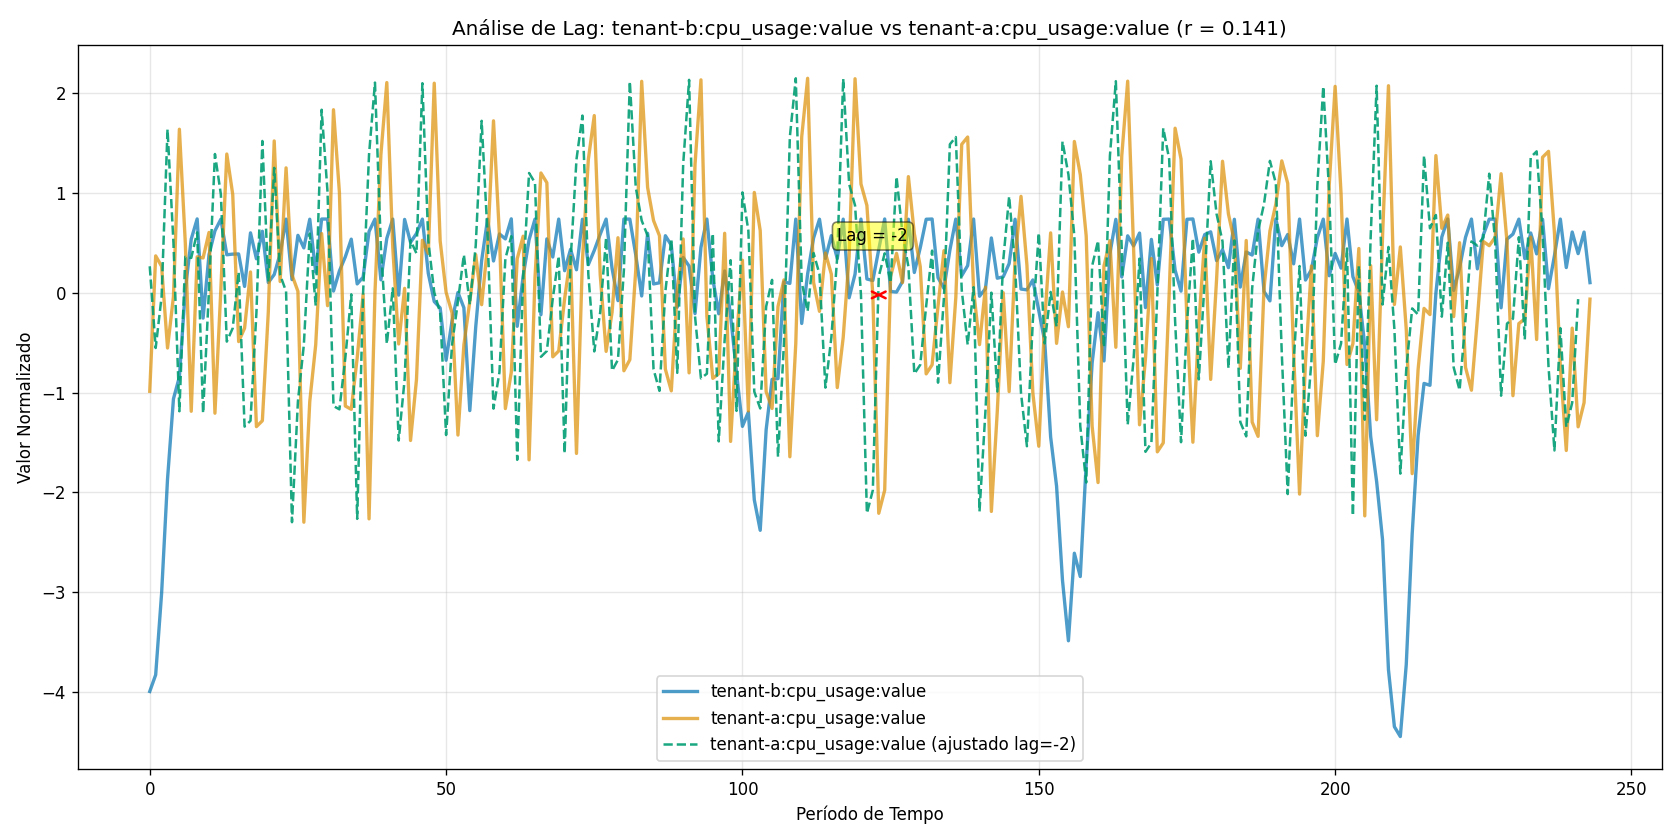 Análise de Lag: tenant-b:cpu_usage:value vs tenant-a:cpu_usage:value (r = 0.141)
Valor Normalizado
2
1
0
−1
−2
−3
−4
Lag = -2
tenant-b:cpu_usage:value
tenant-a:cpu_usage:value
tenant-a:cpu_usage:value (ajustado lag=-2)
0
50
100
150
200
250
Período de Tempo